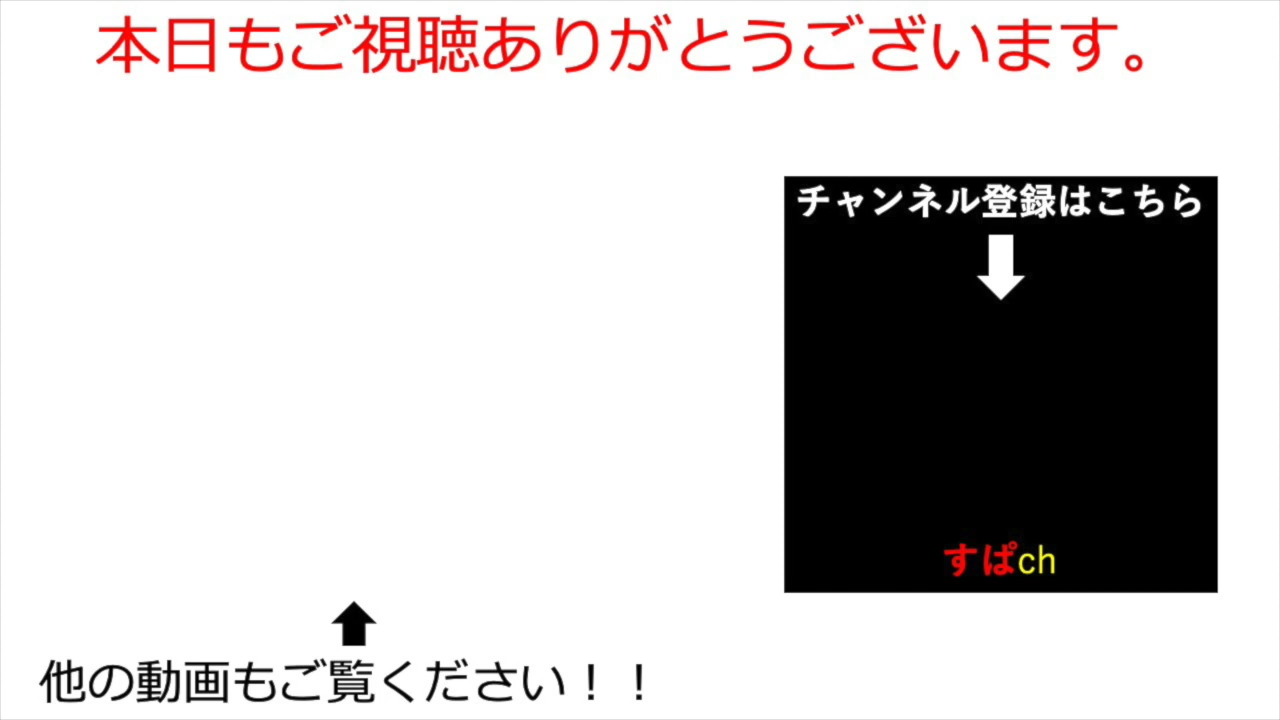 本日もご視聴ありがとうございます。
チャンネル登録はこちら
すぱch
他の動画もご覧ください！！